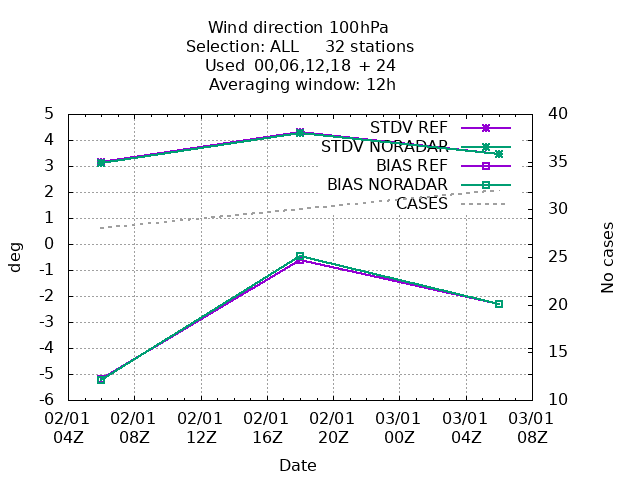 Wind direction 100hPa
Selection: ALL 32 stations
Used 00,06,12,18 + 24
Averaging window: 12h
5
4
3
2
1
0
-1
-2
-3
-4
-5
-6
deg
STDV REF
STDV NORADAR
BIAS REF
BIAS NORADAR
CASES
40
35
30
25
20
15
10
No cases
02/01 02/01 02/01 02/01 02/01 03/01 03/01 03/01
04Z 08Z 12Z 16Z 20Z 00Z 04Z 08Z
Date